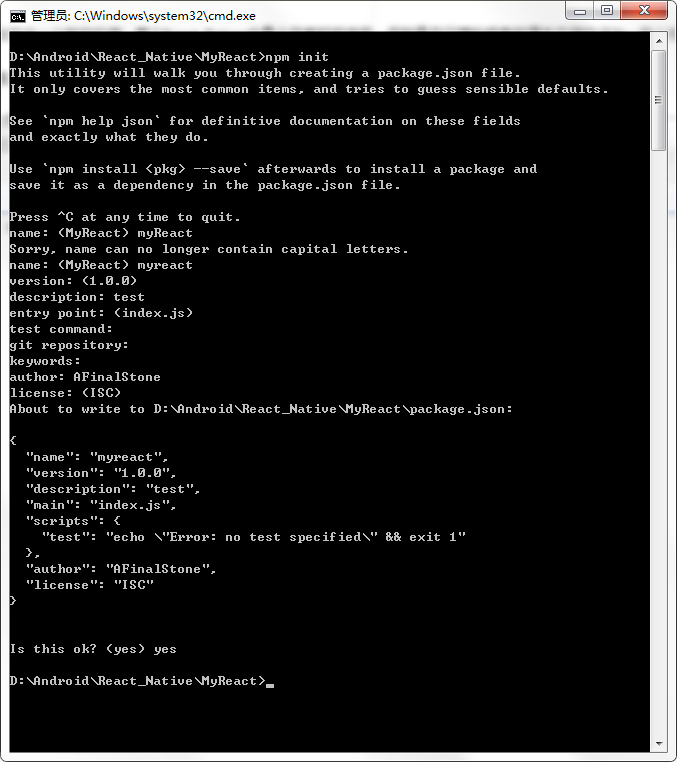 管理员: C:\Windows\system32\cmd.exe
D:\Android\React_Native\MyReact>npm init
This utility will walk you through creating a package.json file.
It only covers the most common items, and tries to guess sensible defaults.
See `npm help json` for definitive documentation on these fields
and exactly what they do.
Use `npm install <pkg> --save` afterwards to install a package and
save it as a dependency in the package.json file.
Press ^C at any time to quit.
name: (MyReact) myReact
Sorry, name can no longer contain capital letters.
name: (MyReact) myreact
version: (1.0.0)
description: test
entry point: (index.js)
test command:
git repository:
keywords:
author: AFinalStone
license: (ISC)
About to write to D:\Android\React_Native\MyReact\package.json:
{
  "name": "myreact",
  "version": "1.0.0",
  "description": "test",
  "main": "index.js",
  "scripts": {
    "test": "echo \"Error: no test specified\" && exit 1"
  },
  "author": "AFinalStone",
  "license": "ISC"
}
Is this ok? (yes) yes
D:\Android\React_Native\MyReact>